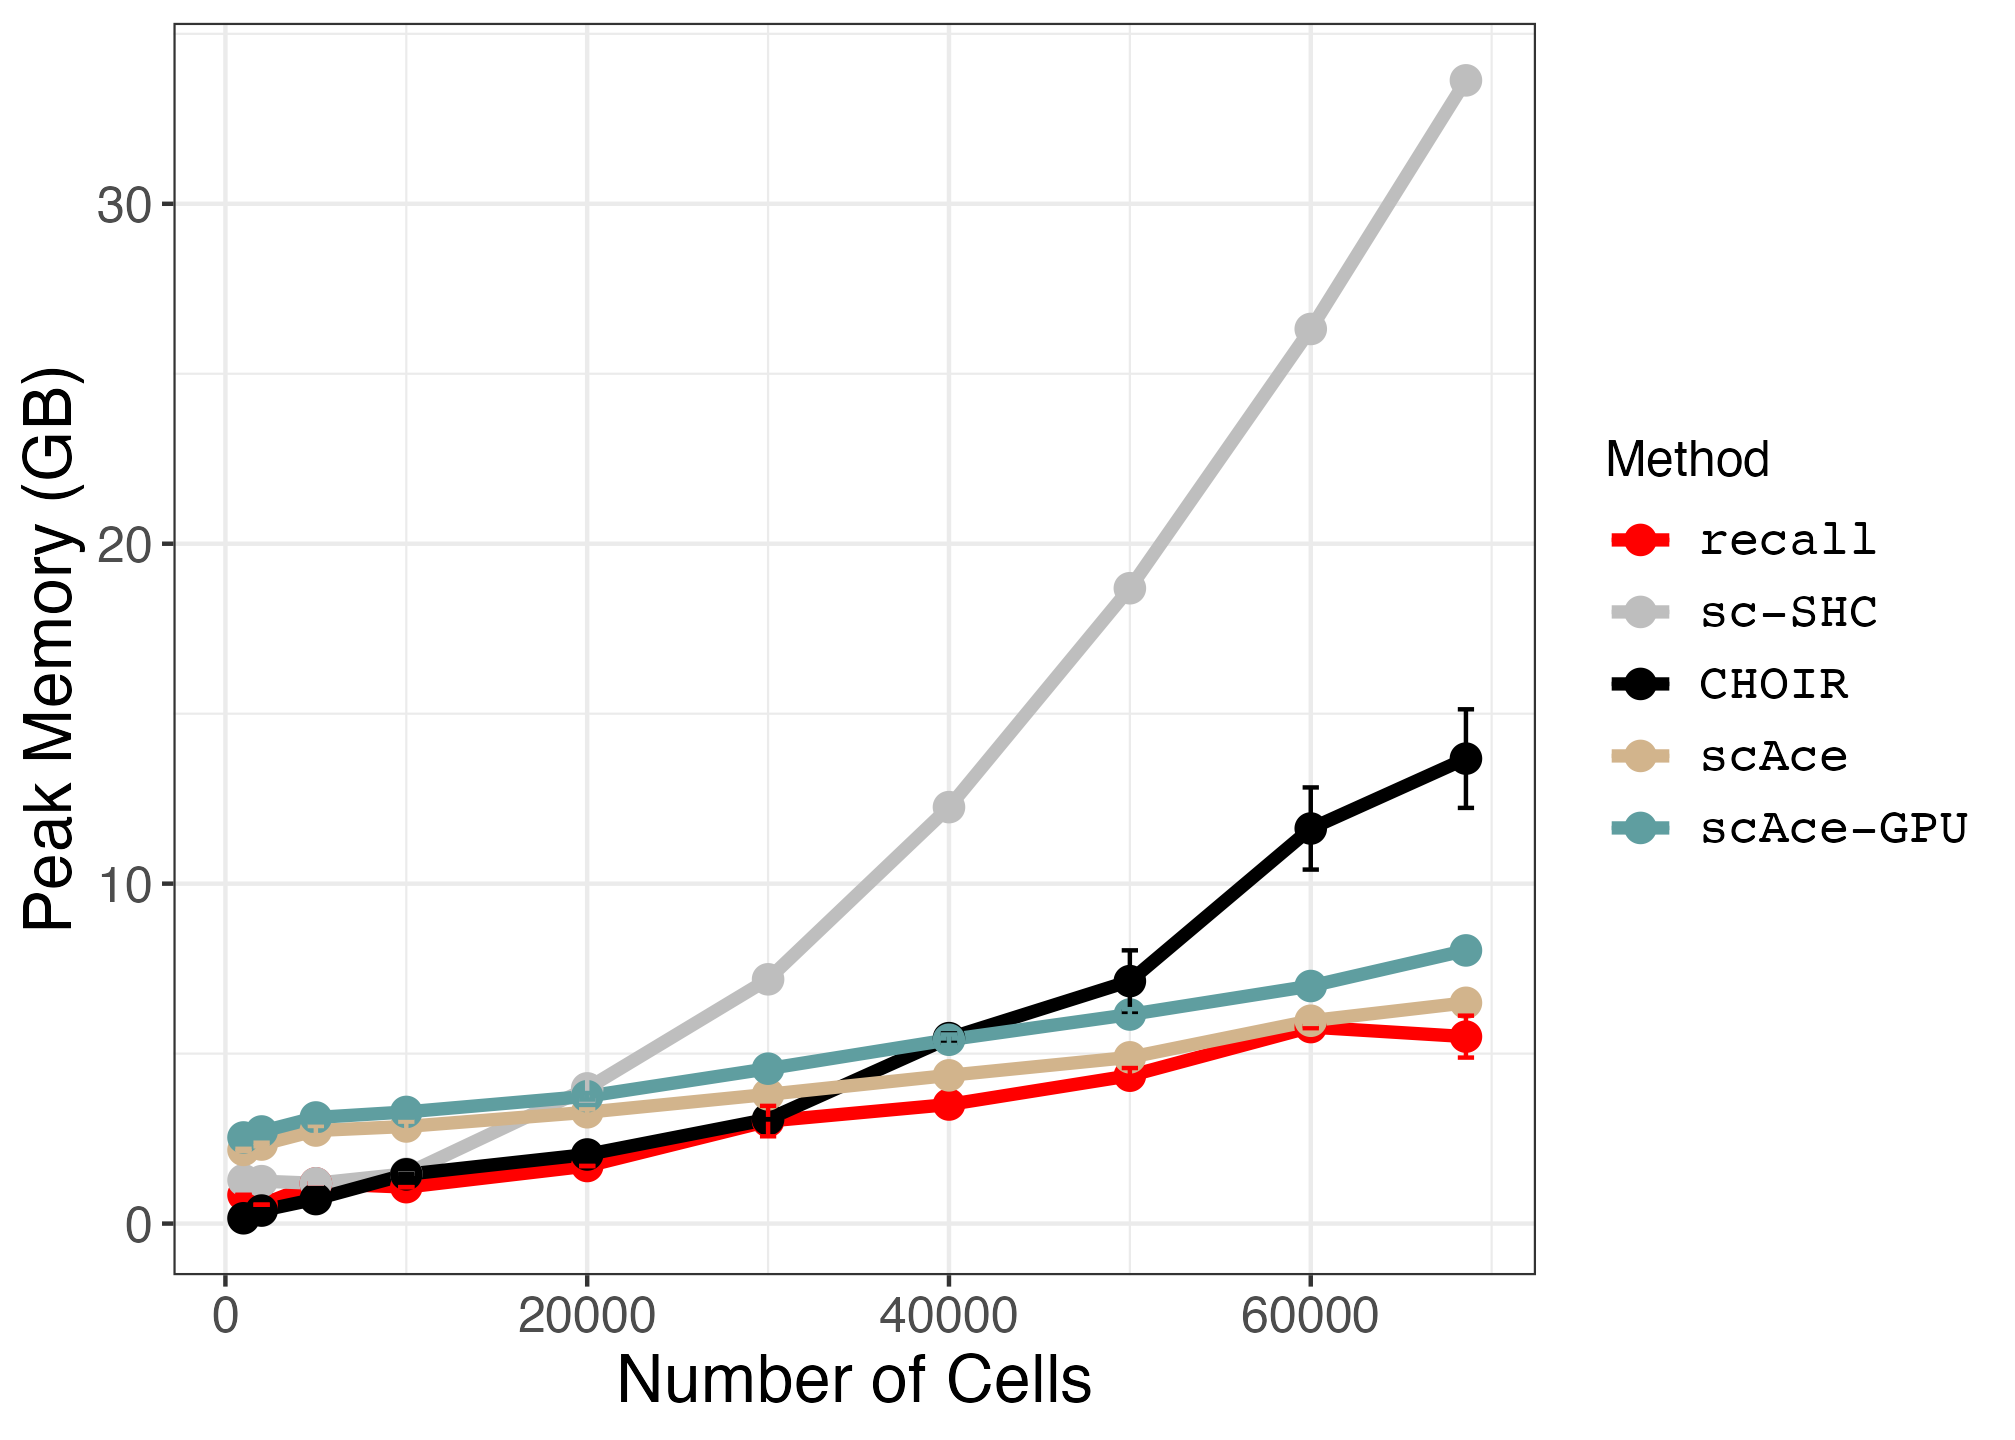 Peak Memory (GB)
30
20
10
0
0 20000 40000 60000
Number of Cells
Method
recall
sc-SHC
CHOIR
scAce
scAce-GPU